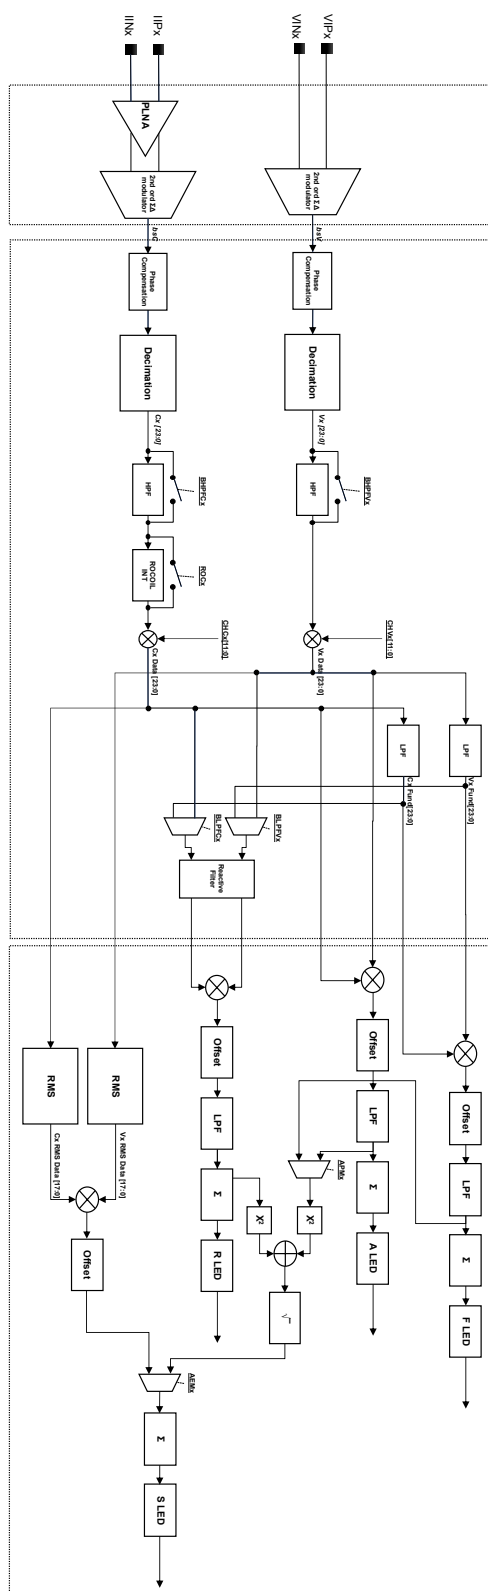 IINx
IIPx
VINx
VIPx
PLNA
2nd ord ΣΔ
modulator
2nd ord ΣΔ
modulator
bsC
bsV
Phase
Compensation
Phase
Compensation
Decimation
Decimation
Cx [23:0]
Vx [23:0]
HPF
BHPFCx
HPF
BHPFVx
ROCOIL
INT
ROCx
CHCx[11:0]
CHVx[11:0]
Cx Data [23:0]
Vx Data [23:0]
LPF
LPF
Cx Fund[23:0]
Vx Fund[23:0]
BLPFCx
BLPFVx
Reactive
Filter
RMS
RMS
Cx RMS Data [17:0]
Vx RMS Data [17:0]
Offset
Offset
Offset
Offset
LPF
LPF
LPF
APMx
Σ
Σ
Σ
X²
X²
R LED
A LED
F LED
√
AEMx
Σ
S LED